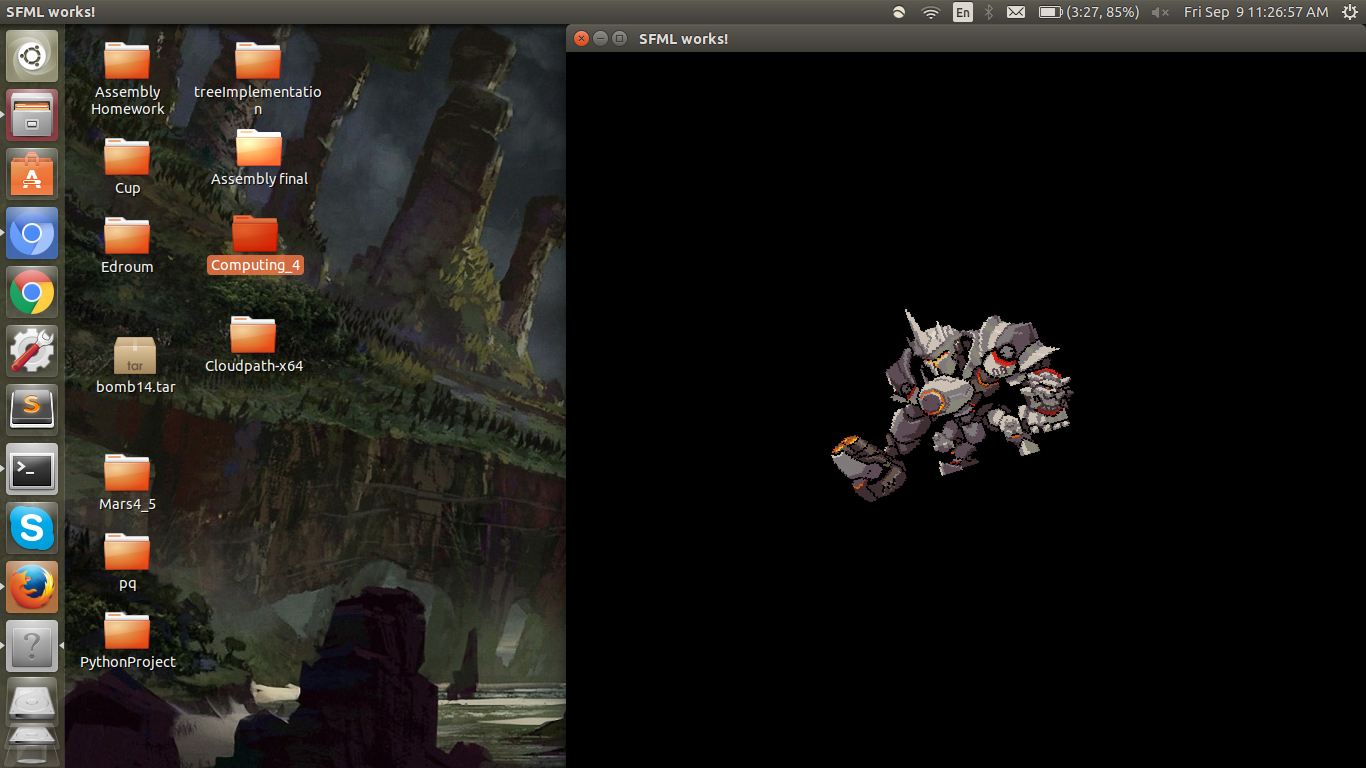 SFML works!
En
(3:27, 85%)
Fri Sep 9 11:26:57 AM
SFML works!
Assembly
Homework
treeImplementatio
n
Cup
Assembly final
Edroum
Computing_4
tar
bomb14.tar
Cloudpath-x64
Mars4_5
pq
PythonProject
A
S
>_
S
?